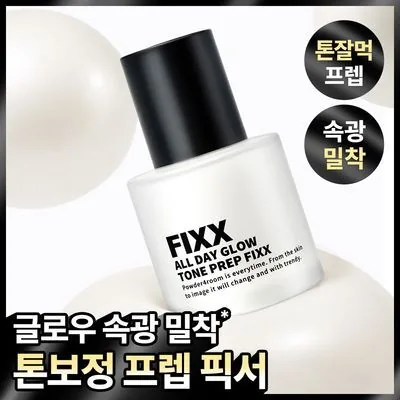 톤잘먹
프렙
속광
밀착
FIXX
ALL DAY GLOW
TONE PREP FIXX
Powder4room is everytime. From the skin
to image it will change and with trendy.
글로우 속광 밀착*
톤보정 프렙 픽서